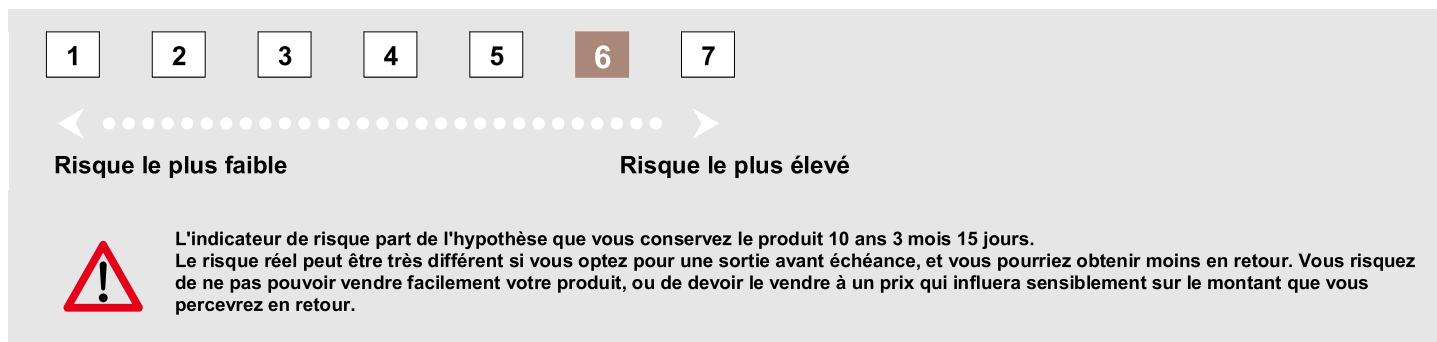 1 2 3 4 5 6 7
Risque le plus faible Risque le plus élevé
L'indicateur de risque part de l'hypothèse que vous conservez le produit 10 ans 3 mois 15 jours.
Le risque réel peut être très différent si vous optez pour une sortie avant échéance, et vous pourriez obtenir moins en retour. Vous risquez
de ne pas pouvoir vendre facilement votre produit, ou de devoir le vendre à un prix qui influera sensiblement sur le montant que vous
percevrez en retour.